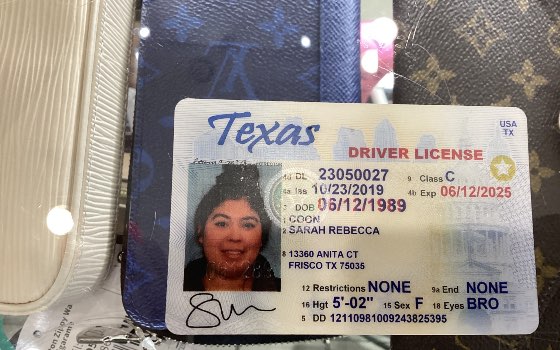 Texas
USA
TX
DRIVER LICENSE
4d DL 23050027 9 Class C
4a Iss 10/23/2019 4b Exp 06/12/2025
3 DOB 06/12/1989
1 COON
2 SARAH REBECCA
8 13360 ANITA CT
FRISCO TX 75035
12 Restrictions NONE 9a End NONE
16 Hgt 5'-02" 15 Sex F 18 Eyes BRO
5 DD 12110981009243825395